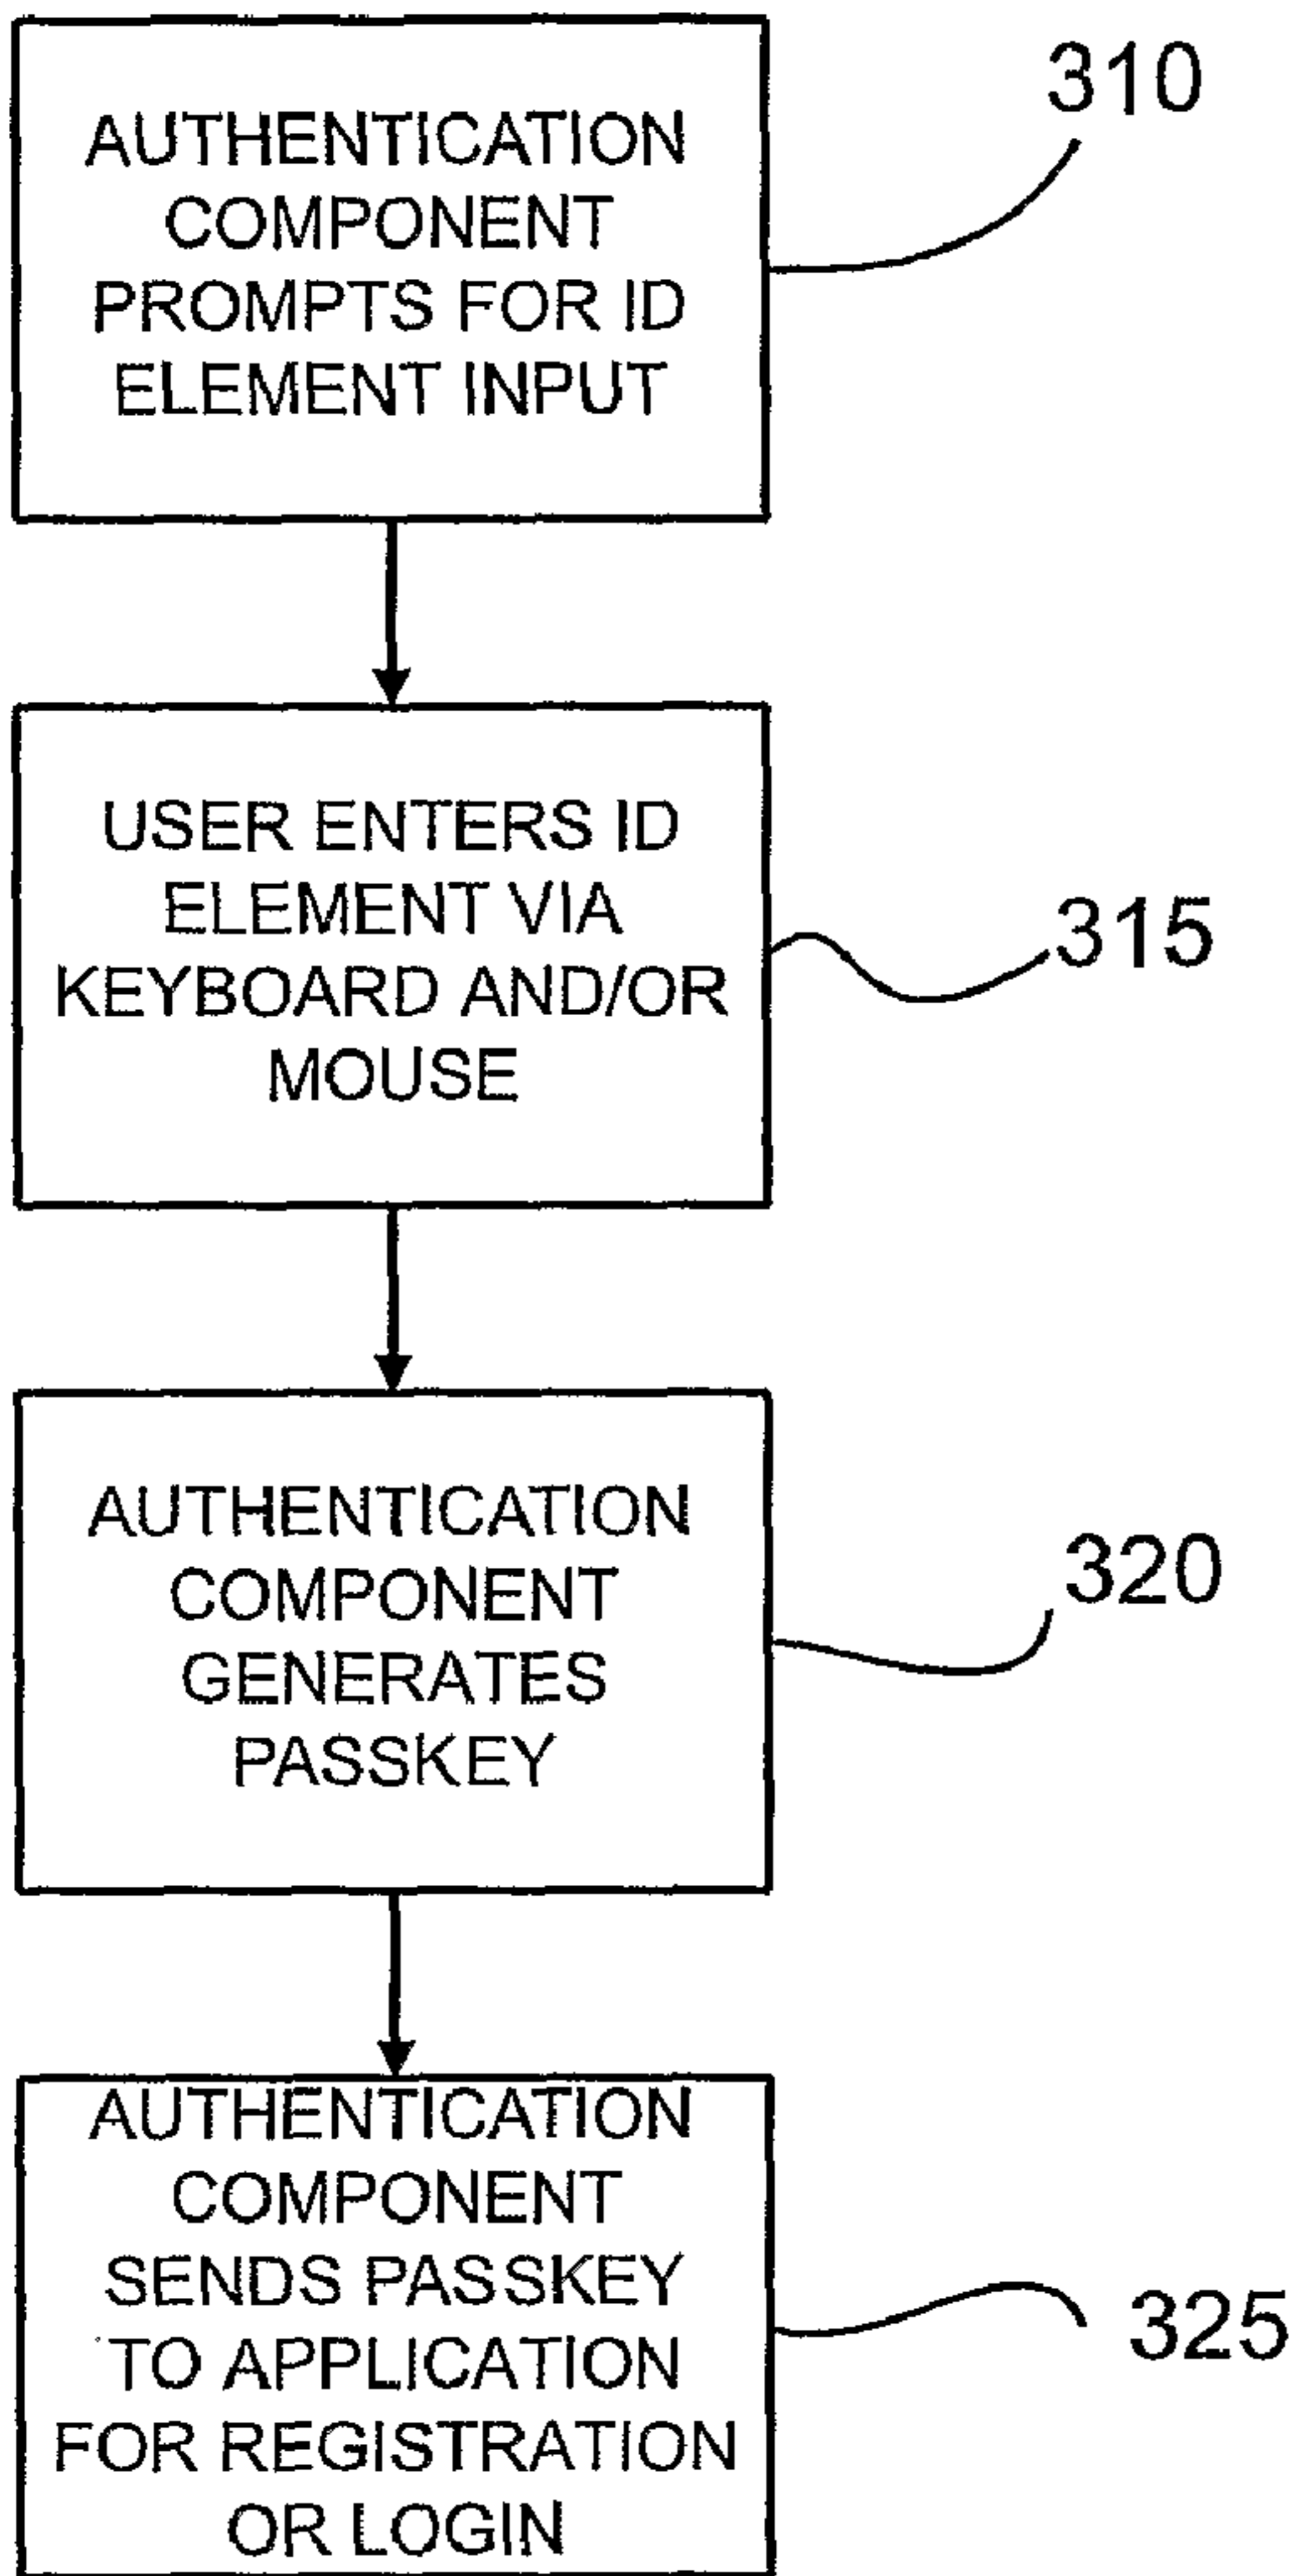 AUTHENTICATION
COMPONENT
PROMPTS FOR ID
ELEMENT INPUT
310
USER ENTERS ID
ELEMENT VIA
KEYBOARD AND/OR
MOUSE
315
AUTHENTICATION
COMPONENT
GENERATES
PASSKEY
320
AUTHENTICATION
COMPONENT
SENDS PASSKEY
TO APPLICATION
FOR REGISTRATION
OR LOGIN
325